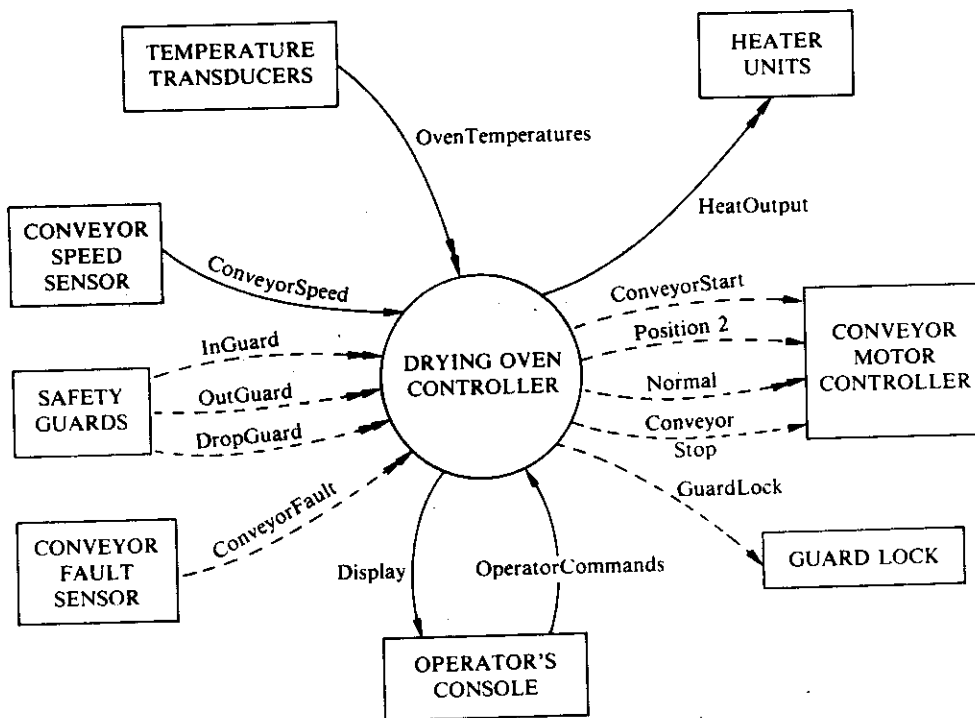 TEMPERATURE
TRANSDUCERS
HEATER
UNITS
OvenTemperatures
HeatOutput
CONVEYOR
SPEED
SENSOR
ConveyorSpeed
ConveyorStart
InGuard
Position 2
DRYING OVEN
CONTROLLER
CONVEYOR
MOTOR
CONTROLLER
SAFETY
GUARDS
OutGuard
Normal
DropGuard
Conveyor
Stop
ConveyorFault
GuardLock
CONVEYOR
FAULT
SENSOR
Display
OperatorCommands
GUARD LOCK
OPERATOR'S
CONSOLE